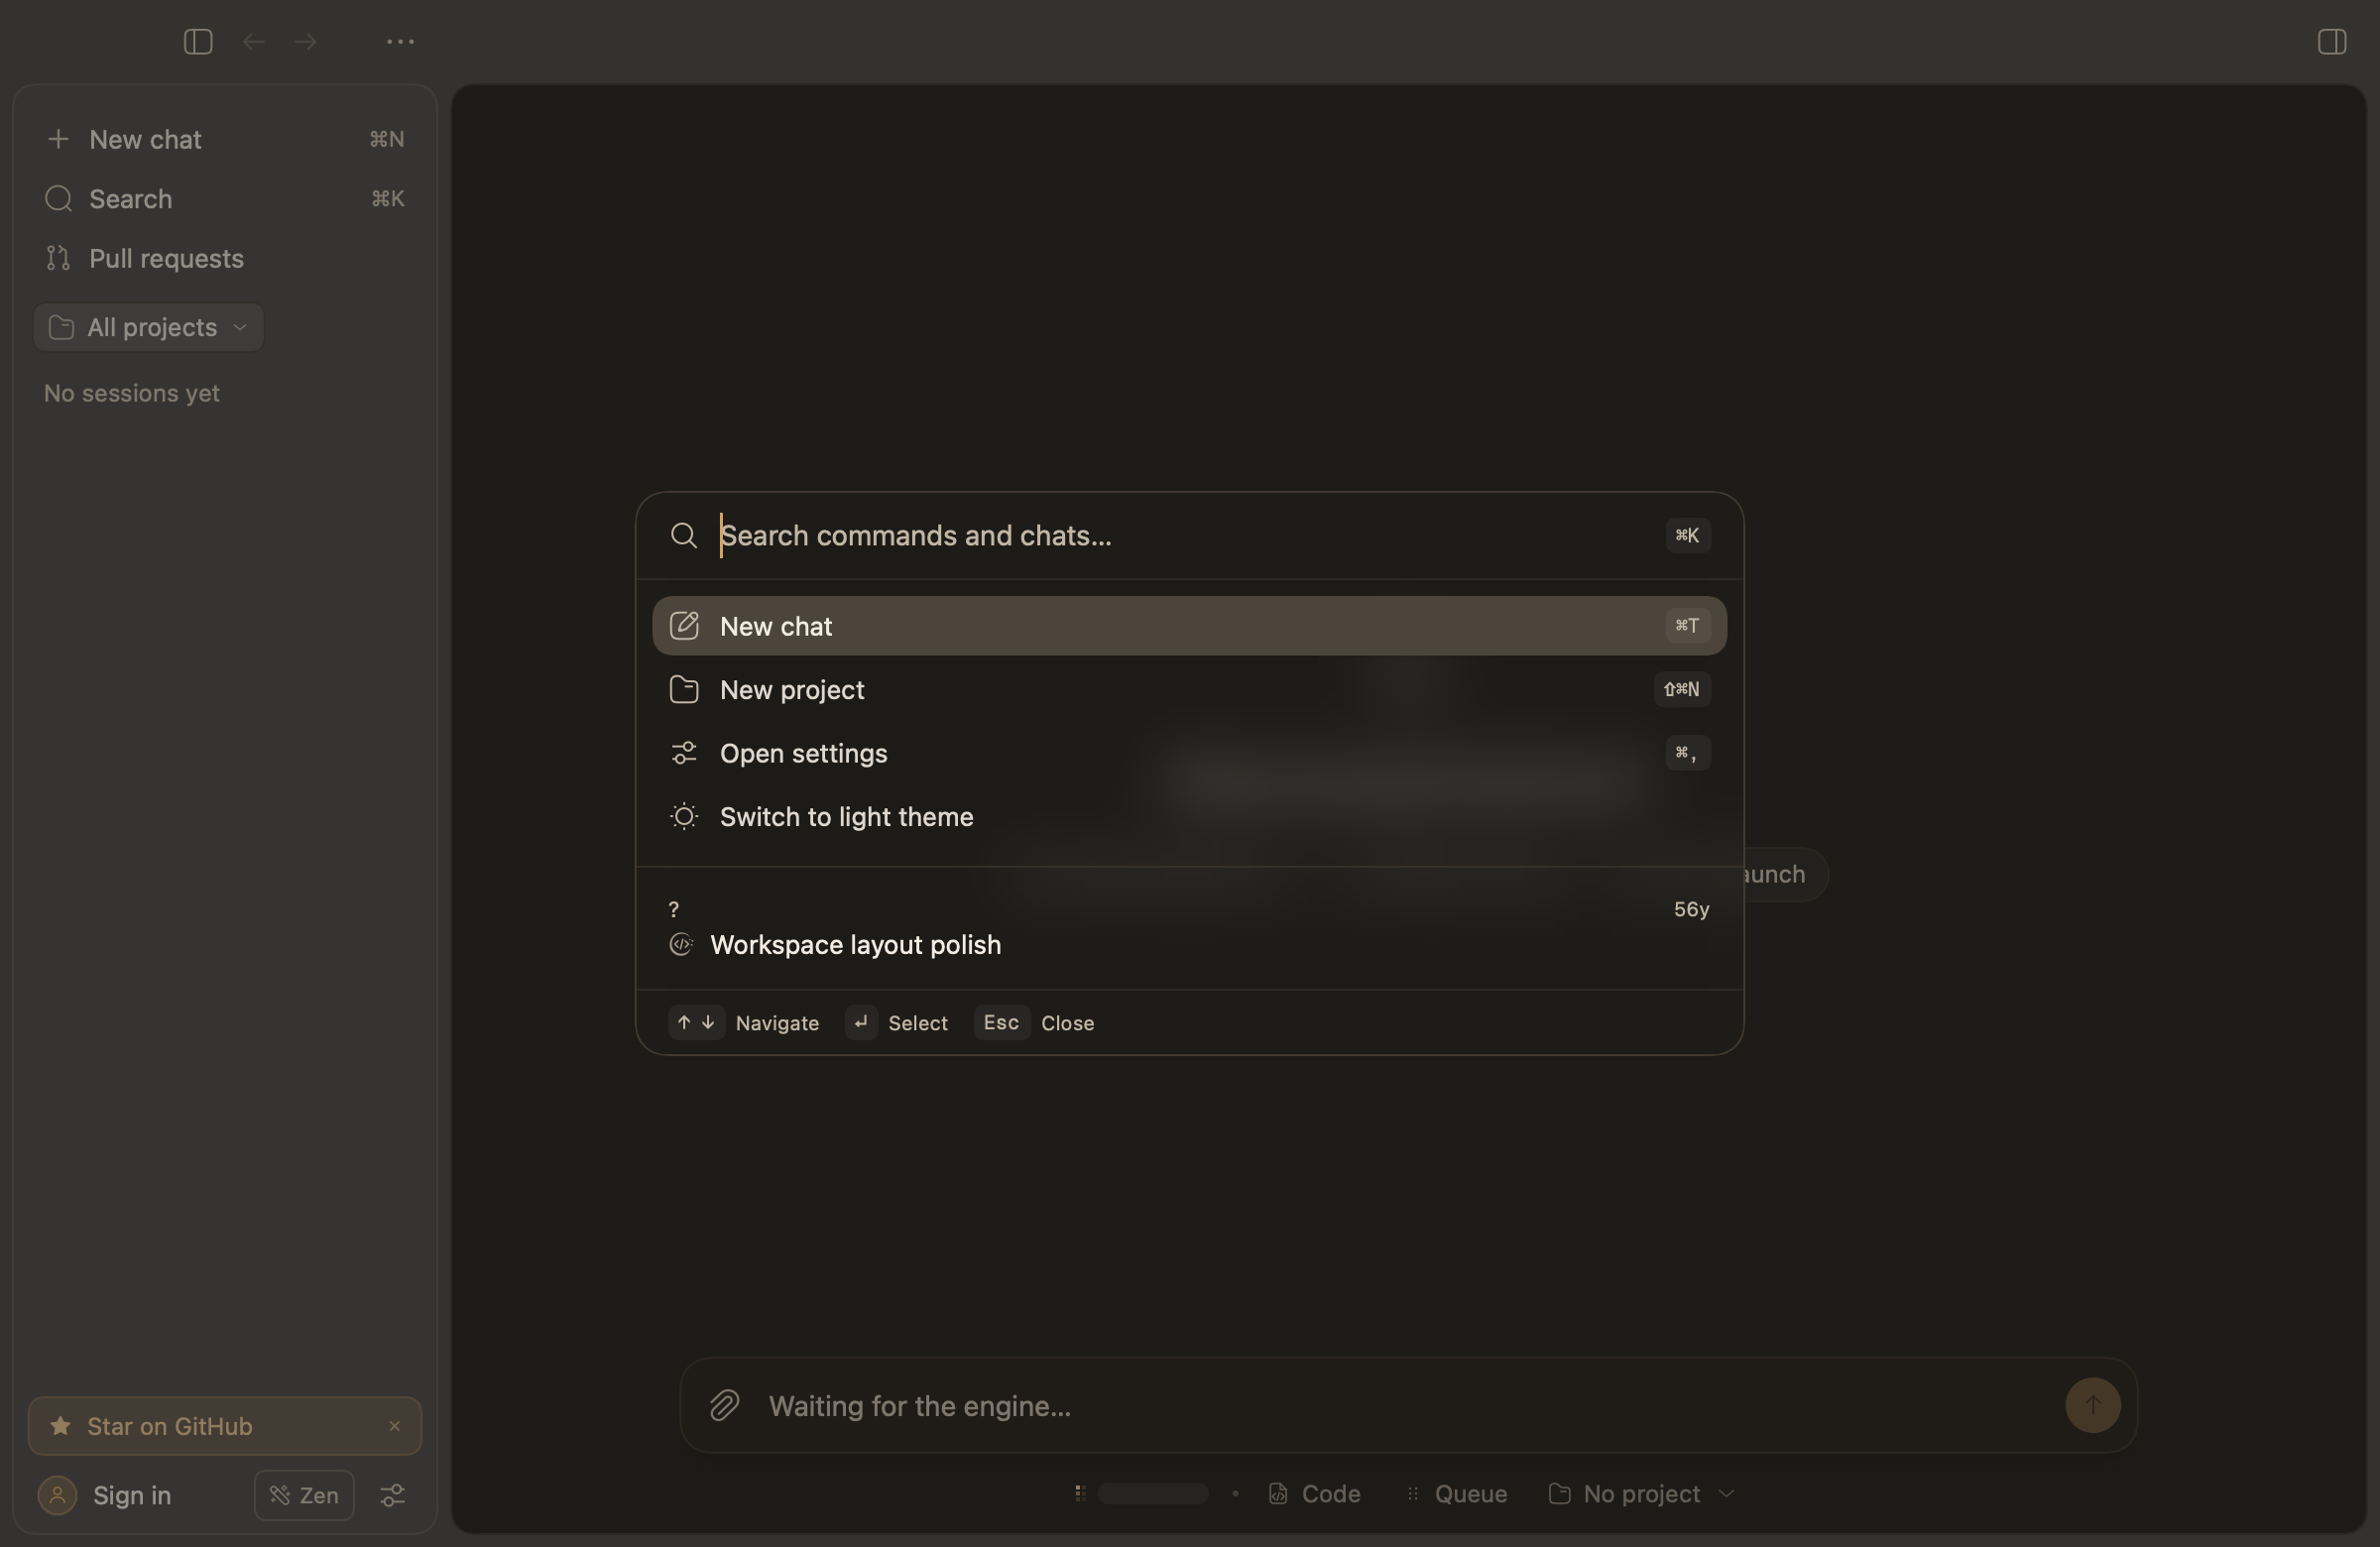 New chat ⌘N
Search ⌘K
Pull requests
All projects
No sessions yet
Search commands and chats... ⌘K
New chat ⌘T
New project ⇧⌘N
Open settings ⌘,
Switch to light theme
aunch
? 56y
Workspace layout polish
↑ ↓ Navigate ↵ Select Esc Close
Waiting for the engine...
Star on GitHub ×
Sign in Zen
Code Queue No project